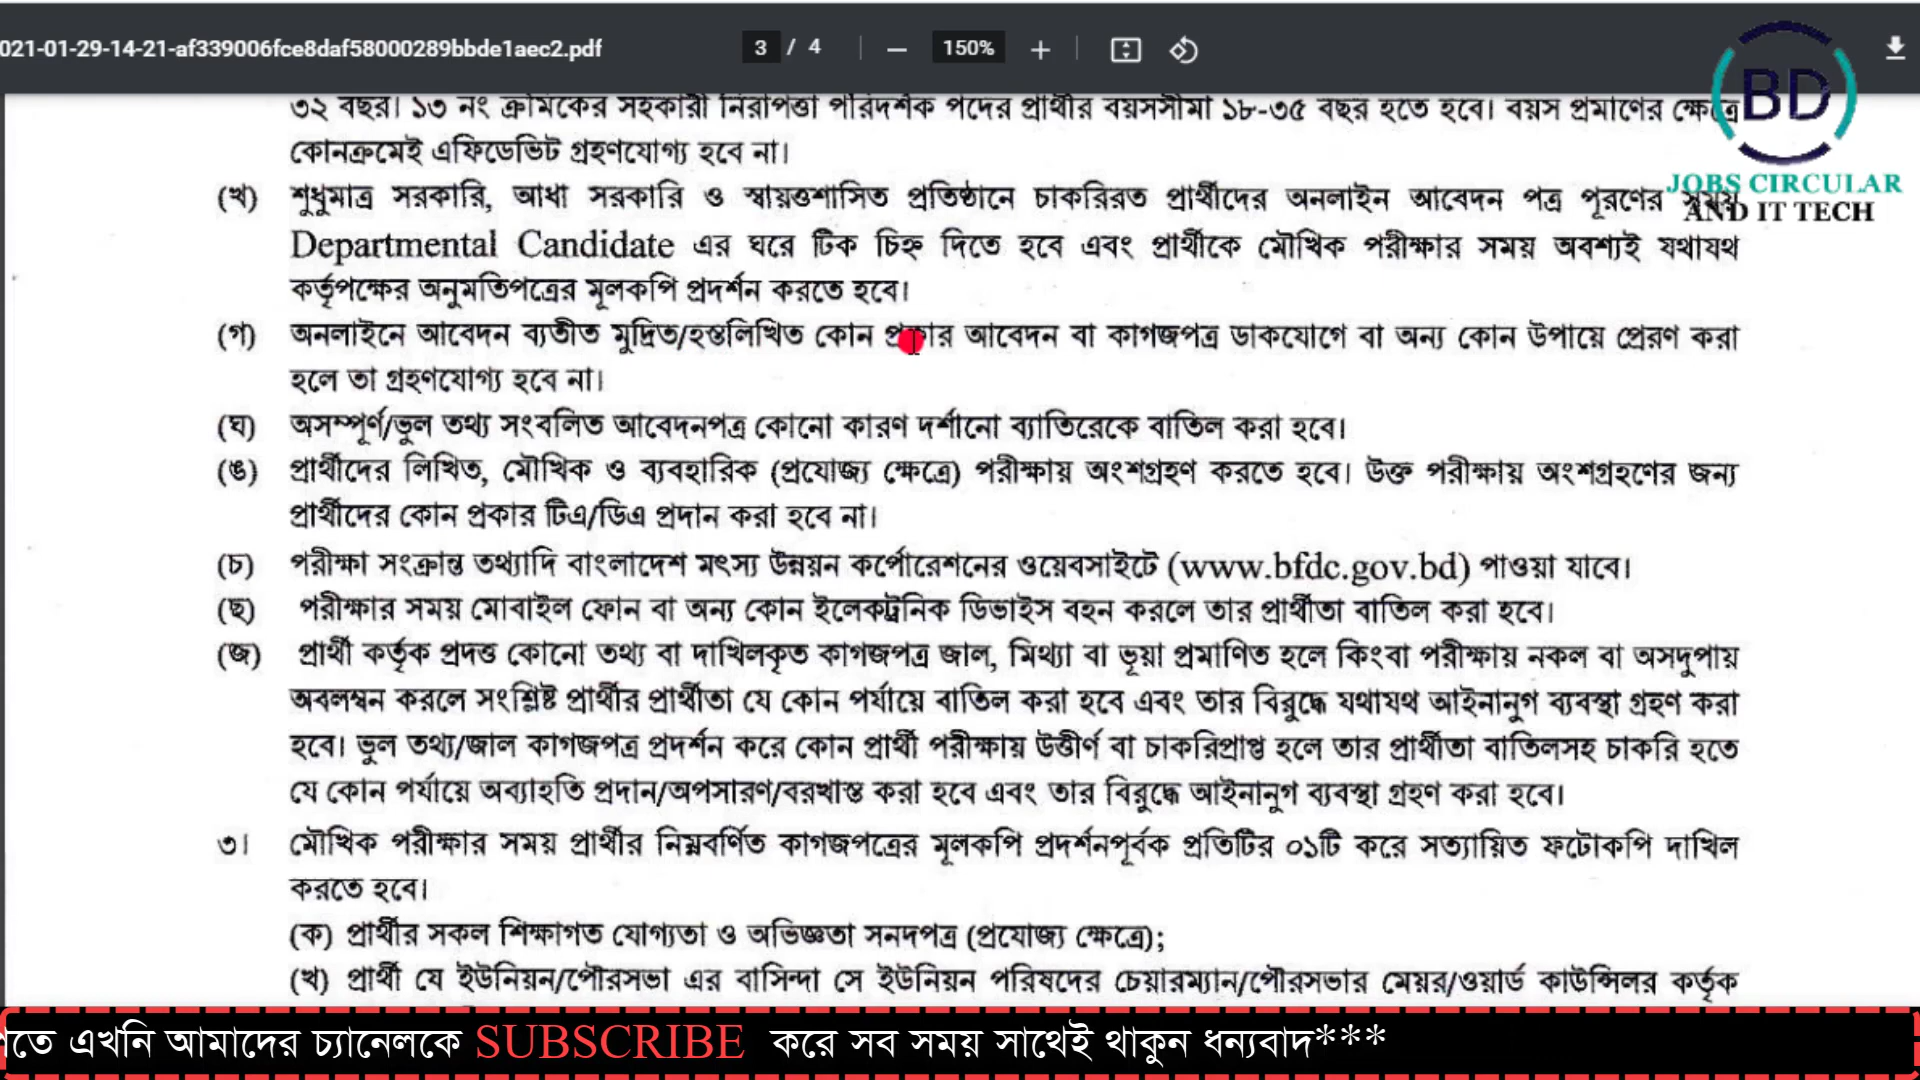 021-01-29-14-21-af339006fce8daf58000289bbde1aec2.pdf
3 / 4
150%
BD
JOBS CIRCULAR
AND IT TECH
৩২ বছর। ১৩ নং ক্রমিকের সহকারী নিরাপত্তা পরিদর্শক পদের প্রার্থীর বয়সসীমা ১৮-৩৫ বছর হতে হবে। বয়স প্রমাণের ক্ষেত্রে
কোনক্রমেই এফিডেভিট গ্রহণযোগ্য হবে না।
(খ) শুধুমাত্র সরকারি, আধা সরকারি ও স্বায়ত্তশাসিত প্রতিষ্ঠানে চাকরিরত প্রার্থীদের অনলাইন আবেদন পত্র পূরণের সময়
Departmental Candidate এর ঘরে টিক চিহ্ন দিতে হবে এবং প্রার্থীকে মৌখিক পরীক্ষার সময় অবশ্যই যথাযথ
কর্তৃপক্ষের অনুমতিপত্রের মূলকপি প্রদর্শন করতে হবে।
(গ) অনলাইনে আবেদন ব্যতীত মুদ্রিত/হস্তলিখিত কোন প্রকার আবেদন বা কাগজপত্র ডাকযোগে বা অন্য কোন উপায়ে প্রেরণ করা
হলে তা গ্রহণযোগ্য হবে না।
(ঘ) অসম্পূর্ণ/ভুল তথ্য সংবলিত আবেদনপত্র কোনো কারণ দর্শানো ব্যাতিরেকে বাতিল করা হবে।
(ঙ) প্রার্থীদের লিখিত, মৌখিক ও ব্যবহারিক (প্রযোজ্য ক্ষেত্রে) পরীক্ষায় অংশগ্রহণ করতে হবে। উক্ত পরীক্ষায় অংশগ্রহণের জন্য
প্রার্থীদের কোন প্রকার টিএ/ডিএ প্রদান করা হবে না।
(চ) পরীক্ষা সংক্রান্ত তথ্যাদি বাংলাদেশ মৎস্য উন্নয়ন কর্পোরেশনের ওয়েবসাইটে (www.bfdc.gov.bd) পাওয়া যাবে।
(ছ) পরীক্ষার সময় মোবাইল ফোন বা অন্য কোন ইলেকট্রনিক ডিভাইস বহন করলে তার প্রার্থীতা বাতিল করা হবে।
(জ) প্রার্থী কর্তৃক প্রদত্ত কোনো তথ্য বা দাখিলকৃত কাগজপত্র জাল, মিথ্যা বা ভূয়া প্রমাণিত হলে কিংবা পরীক্ষায় নকল বা অসদুপায়
অবলম্বন করলে সংশ্লিষ্ট প্রার্থীর প্রার্থীতা যে কোন পর্যায়ে বাতিল করা হবে এবং তার বিরুদ্ধে যথাযথ আইনানুগ ব্যবস্থা গ্রহণ করা
হবে। ভুল তথ্য/জাল কাগজপত্র প্রদর্শন করে কোন প্রার্থী পরীক্ষায় উত্তীর্ণ বা চাকরিপ্রাপ্ত হলে তার প্রার্থীতা বাতিলসহ চাকরি হতে
যে কোন পর্যায়ে অব্যাহতি প্রদান/অপসারণ/বরখাস্ত করা হবে এবং তার বিরুদ্ধে আইনানুগ ব্যবস্থা গ্রহণ করা হবে।
৩। মৌখিক পরীক্ষার সময় প্রার্থীর নিম্নবর্ণিত কাগজপত্রের মূলকপি প্রদর্শনপূর্বক প্রতিটির ০১টি করে সত্যায়িত ফটোকপি দাখিল
করতে হবে।
(ক) প্রার্থীর সকল শিক্ষাগত যোগ্যতা ও অভিজ্ঞতা সনদপত্র (প্রযোজ্য ক্ষেত্রে);
(খ) প্রার্থী যে ইউনিয়ন/পৌরসভা এর বাসিন্দা সে ইউনিয়ন পরিষদের চেয়ারম্যান/পৌরসভার মেয়র/ওয়ার্ড কাউন্সিলর কর্তৃক
পেতে এখনি আমাদের চ্যানেলকে SUBSCRIBE করে সব সময় সাথেই থাকুন ধন্যবাদ***